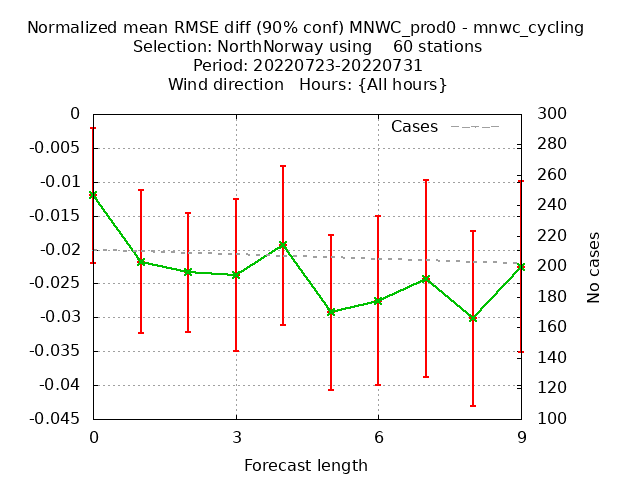 Normalized mean RMSE diff (90% conf) MNWC_prod0 - mnwc_cycling
Selection: NorthNorway using 60 stations
Period: 20220723-20220731
Wind direction Hours: {All hours}
Cases
0
-0.005
-0.01
-0.015
-0.02
-0.025
-0.03
-0.035
-0.04
-0.045
300
280
260
240
220
200
180
160
140
120
100
No cases
0 3 6 9
Forecast length